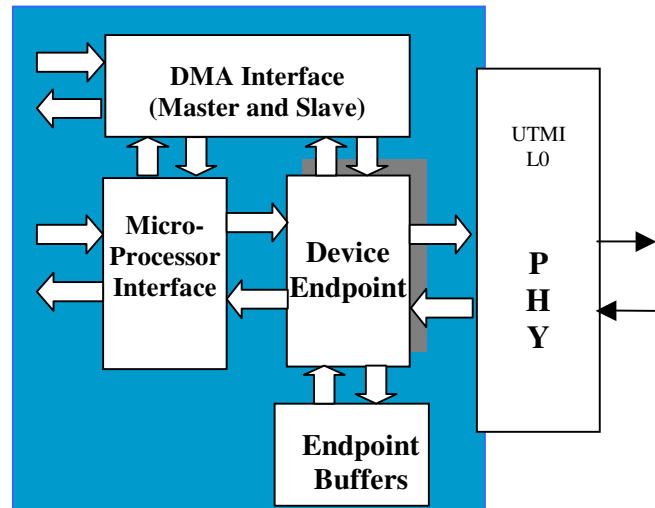 DMA Interface
(Master and Slave)
UTMI
L0
Micro-
Processor
Interface
Device
Endpoint
P
H
Y
Endpoint
Buffers